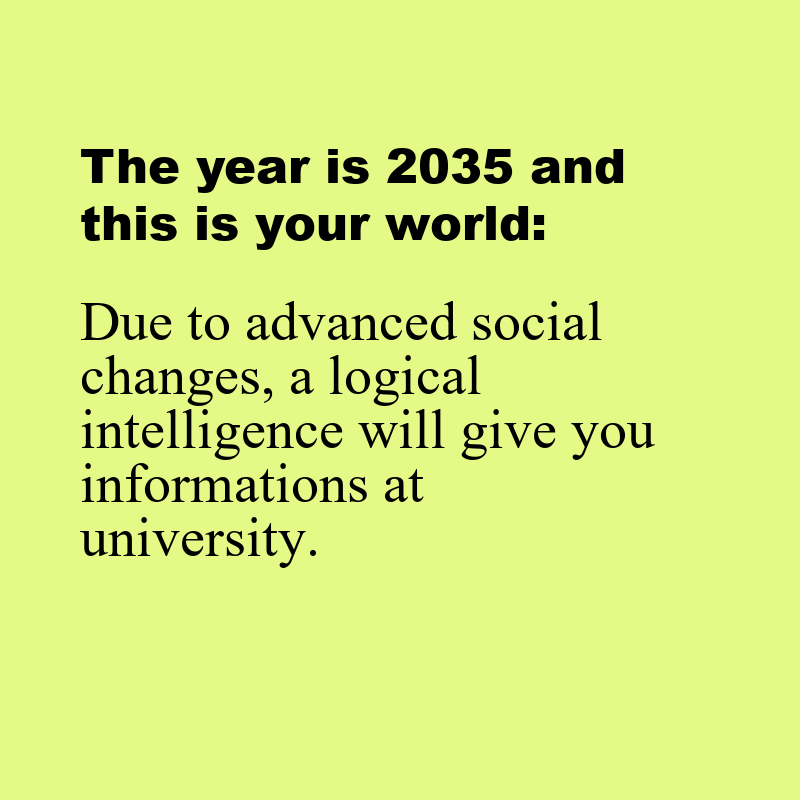 The year is 2035 and
this is your world:
Due to advanced social
changes, a logical
intelligence will give you
informations at
university.